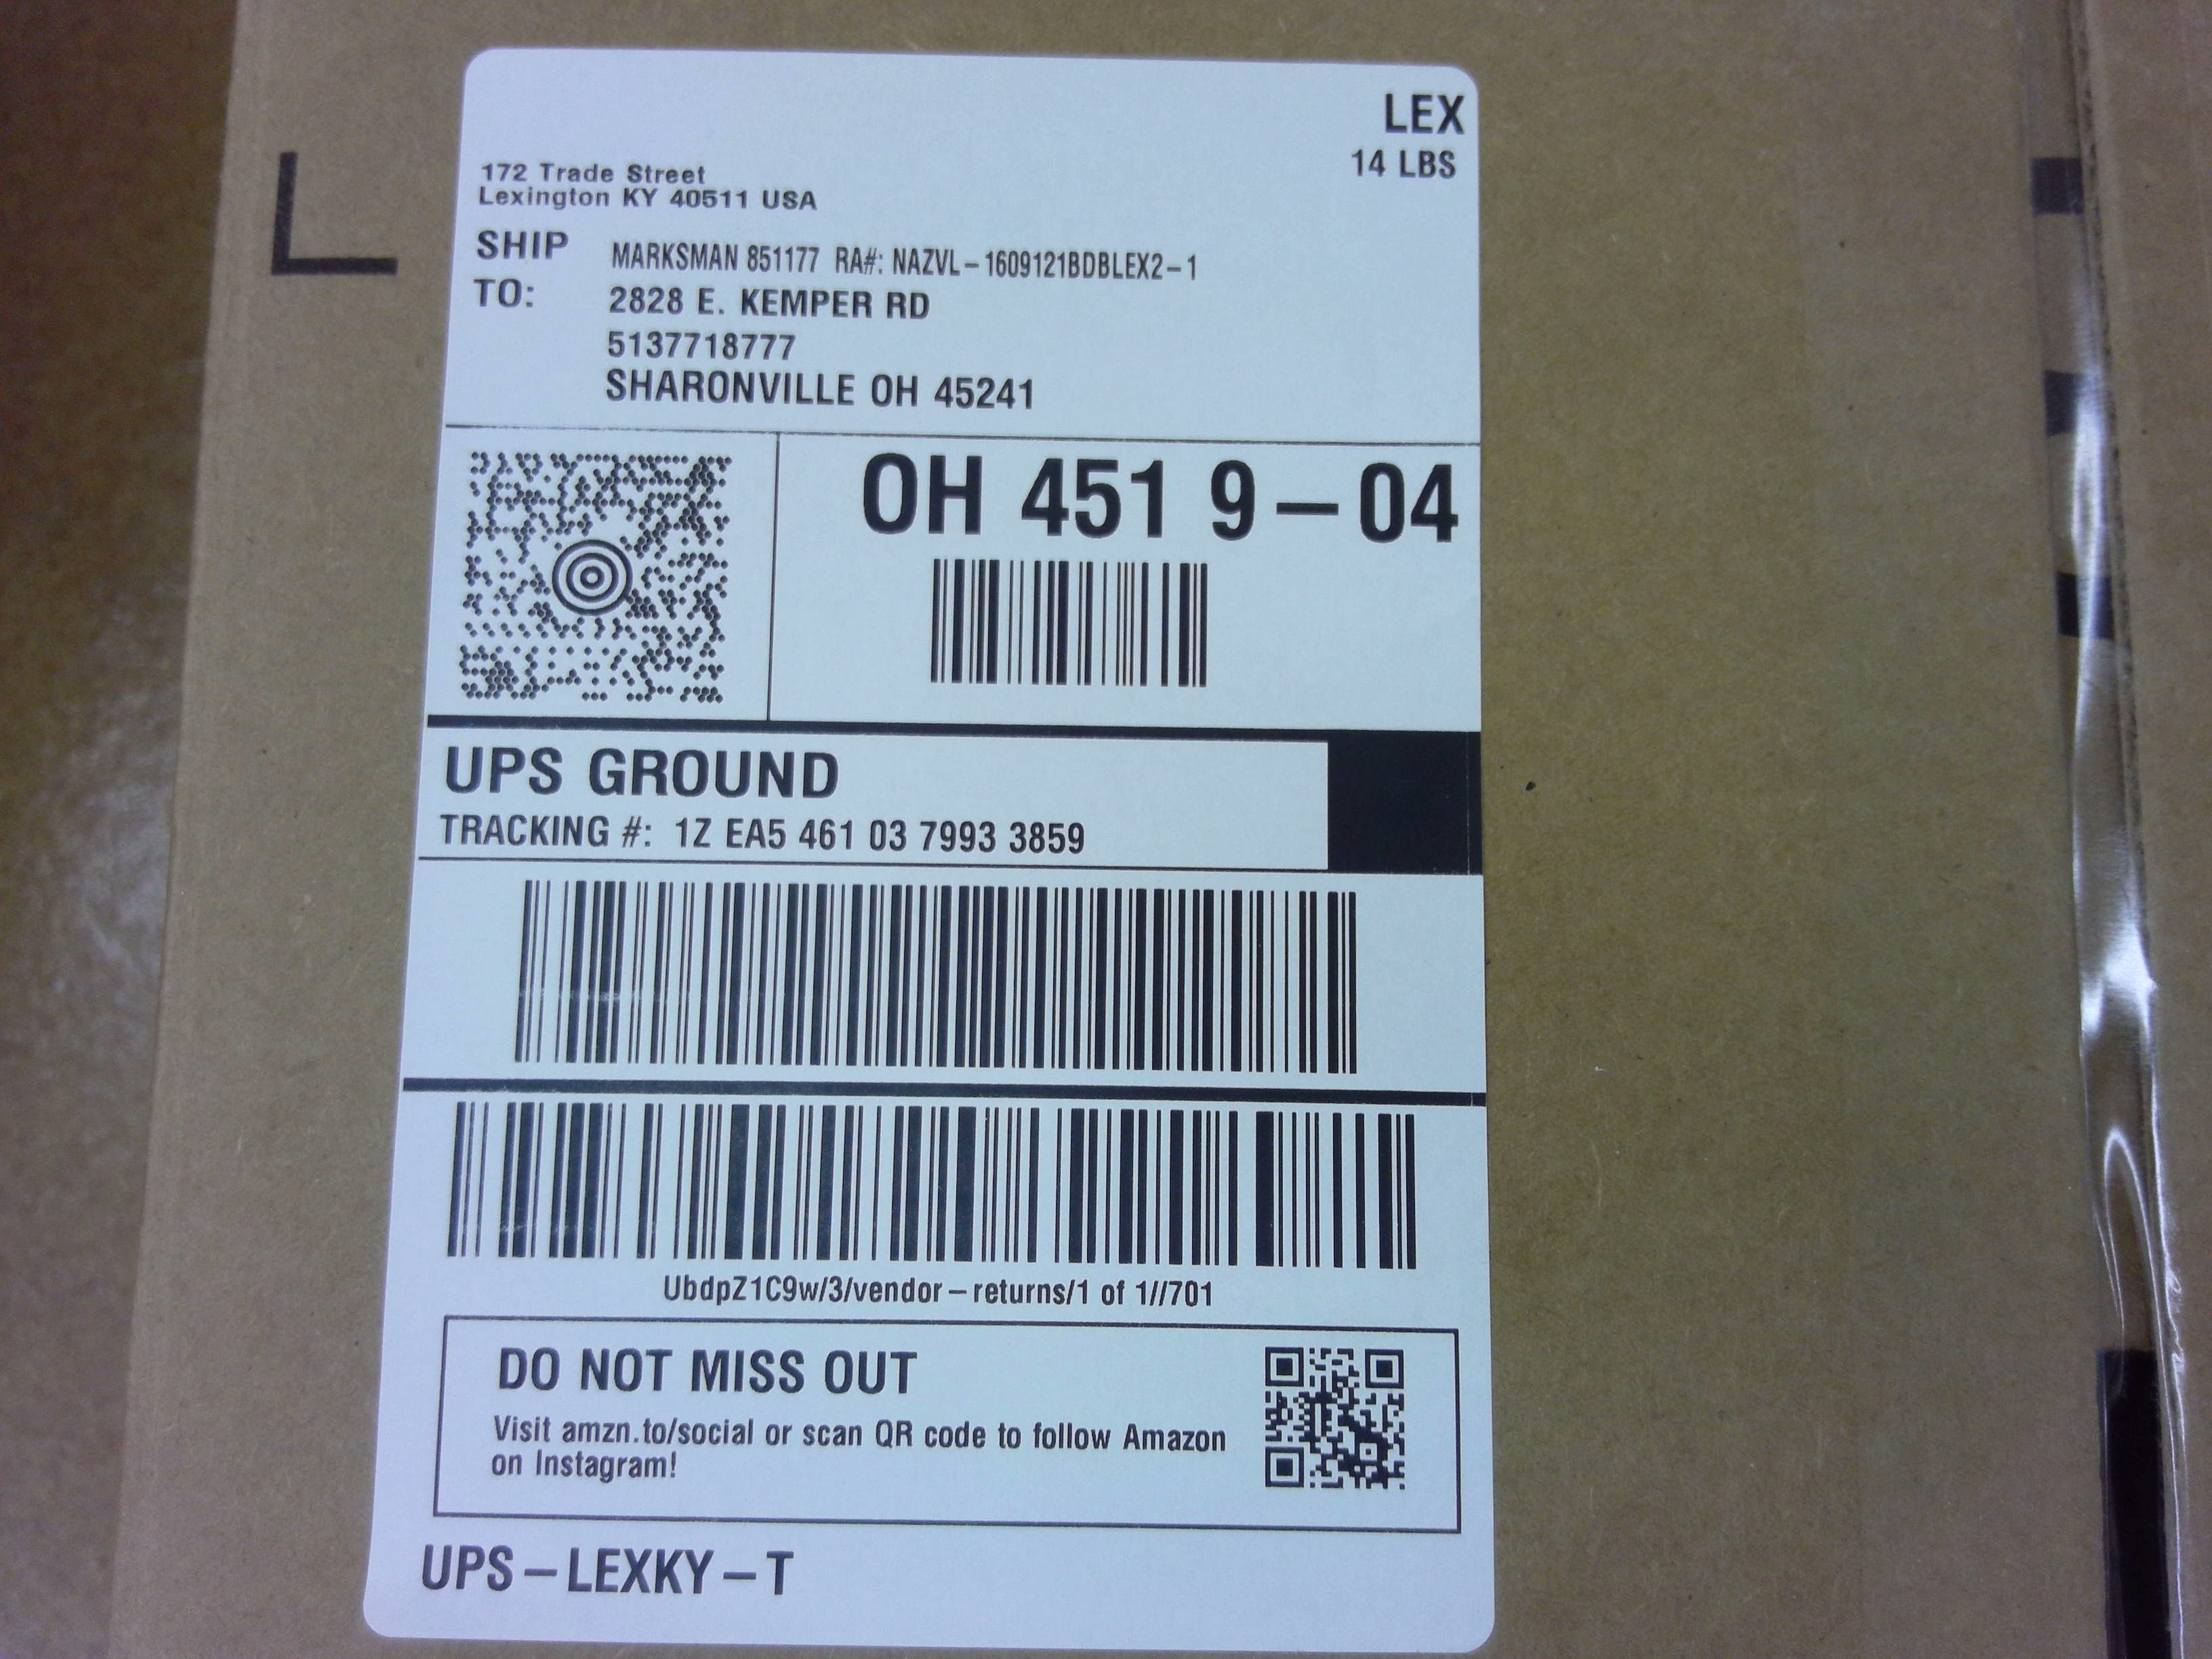 LEX
14 LBS
172 Trade Street
Lexington KY 40511 USA
SHIP TO:
MARKSMAN 851177 RA#: NAZVL-1609121BDBLEX2-1
2828 E. KEMPER RD
5137718777
SHARONVILLE OH 45241
OH 451 9-04
UPS GROUND
TRACKING #: 1Z EA5 461 03 7993 3859
UbdpZ1C9w/3/vendor-returns/1 of 1//701
DO NOT MISS OUT
Visit amzn.to/social or scan QR code to follow Amazon
on Instagram!
UPS-LEXKY-T